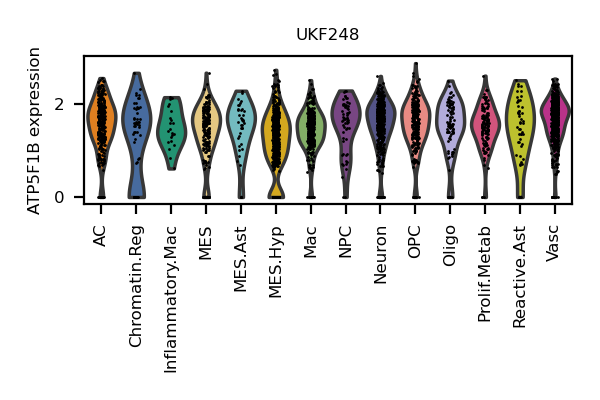 UKF248
ATP5F1B expression
2
0
AC
Chromatin.Reg
Inflammatory.Mac
MES
MES.Ast
MES.Hyp
Mac
NPC
Neuron
OPC
Oligo
Prolif.Metab
Reactive.Ast
Vasc